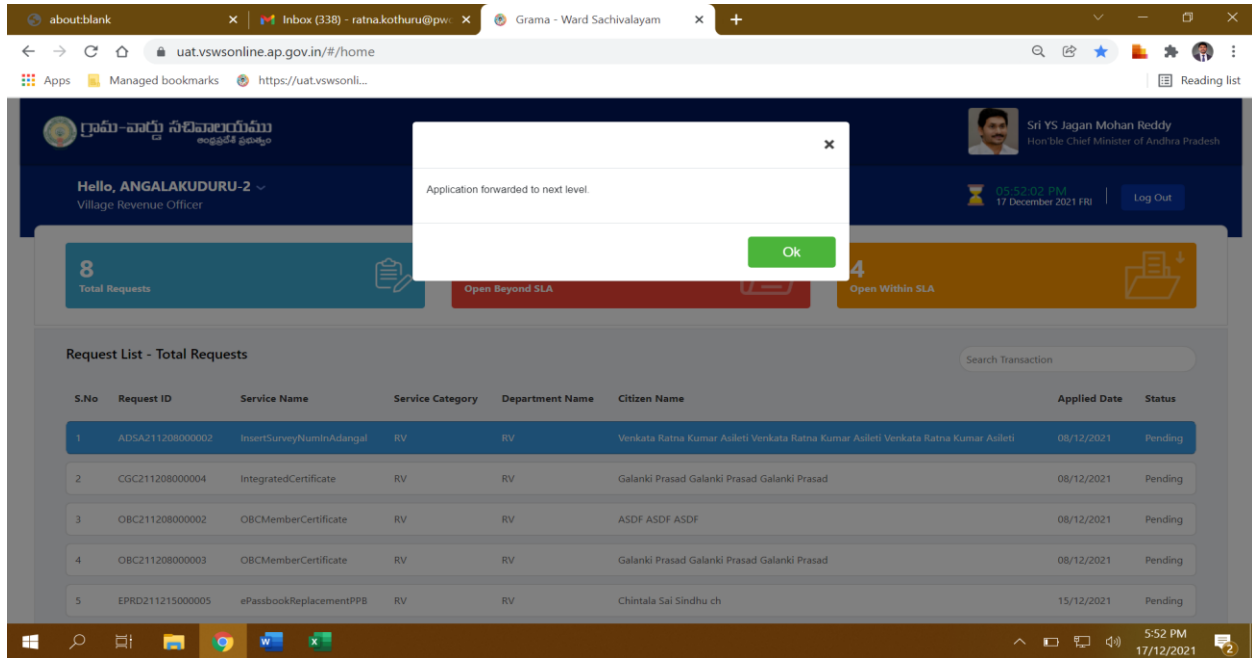 about:blank
Inbox (338) - ratna.kothuru@pwc
Grama - Ward Sachivalayam
uat.vswsonline.ap.gov.in/#/home
Apps Managed bookmarks https://uat.vswsonli... Reading list
గ్రామ-వార్డు సచివాలయము
ఆంధ్రప్రదేశ్ ప్రభుత్వం
Sri YS Jagan Mohan Reddy
Hon'ble Chief Minister of Andhra Pradesh
Hello, ANGALAKUDURU-2
Village Revenue Officer
05:52:02 PM
17 December 2021 FRI
Log Out
Application forwarded to next level.
Ok
8
Total Requests
Open Beyond SLA
4
Open Within SLA
Request List - Total Requests
Search Transaction
S.No Request ID Service Name Service Category Department Name Citizen Name Applied Date Status
1 ADSA211208000002 InsertSurveyNumInAdangal RV RV Venkata Ratna Kumar Asileti Venkata Ratna Kumar Asileti Venkata Ratna Kumar Asileti 08/12/2021 Pending
2 CGC211208000004 IntegratedCertificate RV RV Galanki Prasad Galanki Prasad Galanki Prasad 08/12/2021 Pending
3 OBC211208000002 OBCMemberCertificate RV RV ASDF ASDF ASDF 08/12/2021 Pending
4 OBC211208000003 OBCMemberCertificate RV RV Galanki Prasad Galanki Prasad Galanki Prasad 08/12/2021 Pending
5 EPRD211215000005 ePassbookReplacementPPB RV RV Chintala Sai Sindhu ch 15/12/2021 Pending
5:52 PM
17/12/2021
2